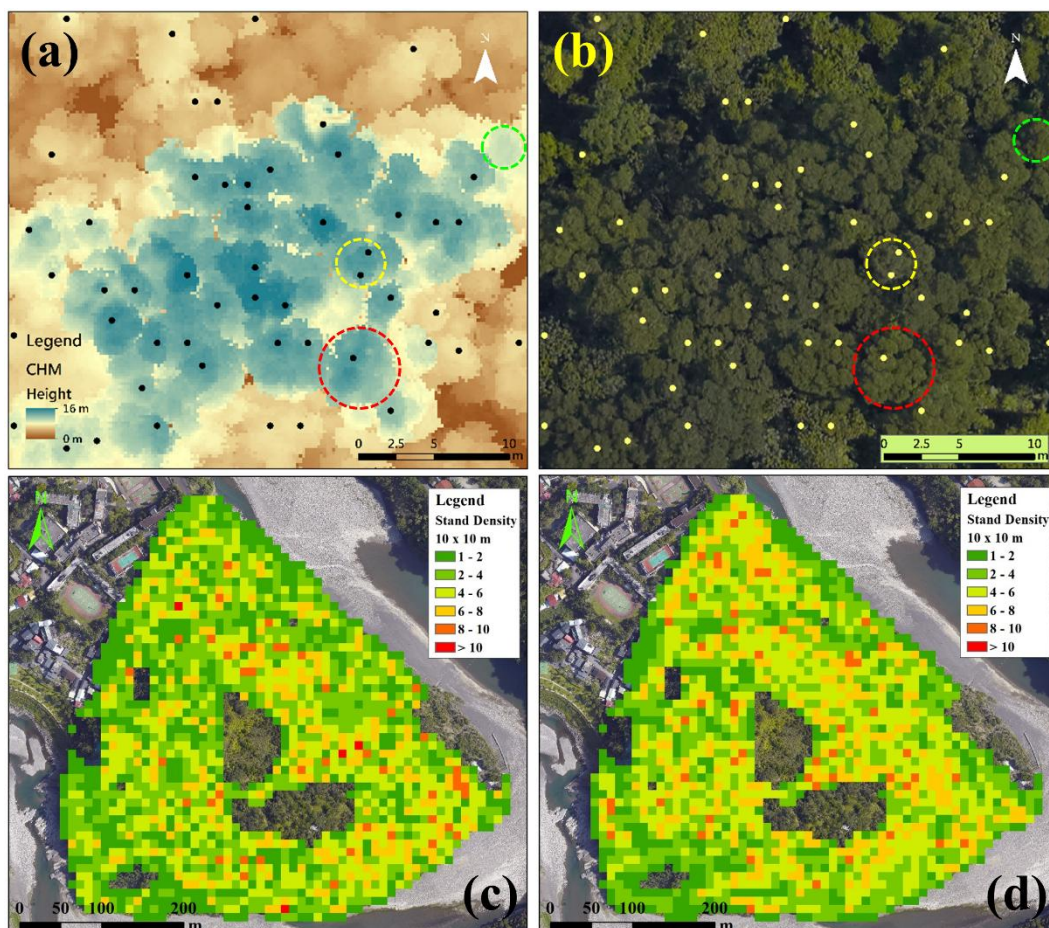 (a)
N
Legend
CHM
Height
16 m
0 m
0 2.5 5 10
m
(b)
N
0 2.5 5 10
m
(c)
Legend
Stand Density
10 x 10 m
1 - 2
2 - 4
4 - 6
6 - 8
8 - 10
> 10
0 50 100 200
m
(d)
Legend
Stand Density
10 x 10 m
1 - 2
2 - 4
4 - 6
6 - 8
8 - 10
> 10
0 50 100 200
m